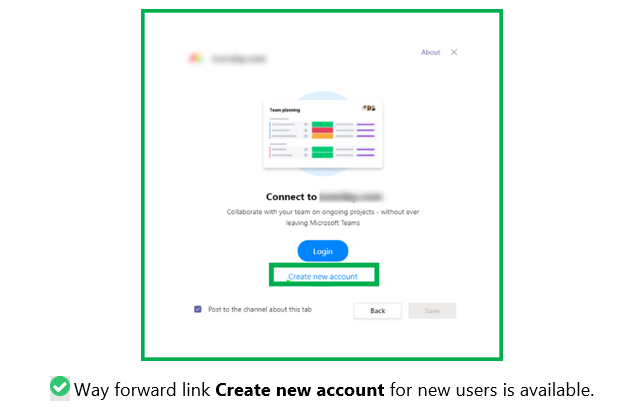 About
Team planning
Connect to
Collaborate with your team on ongoing projects - without ever
leaving Microsoft Teams
Login
Create new account
Post to the channel about this tab
Back
Save
Way forward link Create new account for new users is available.